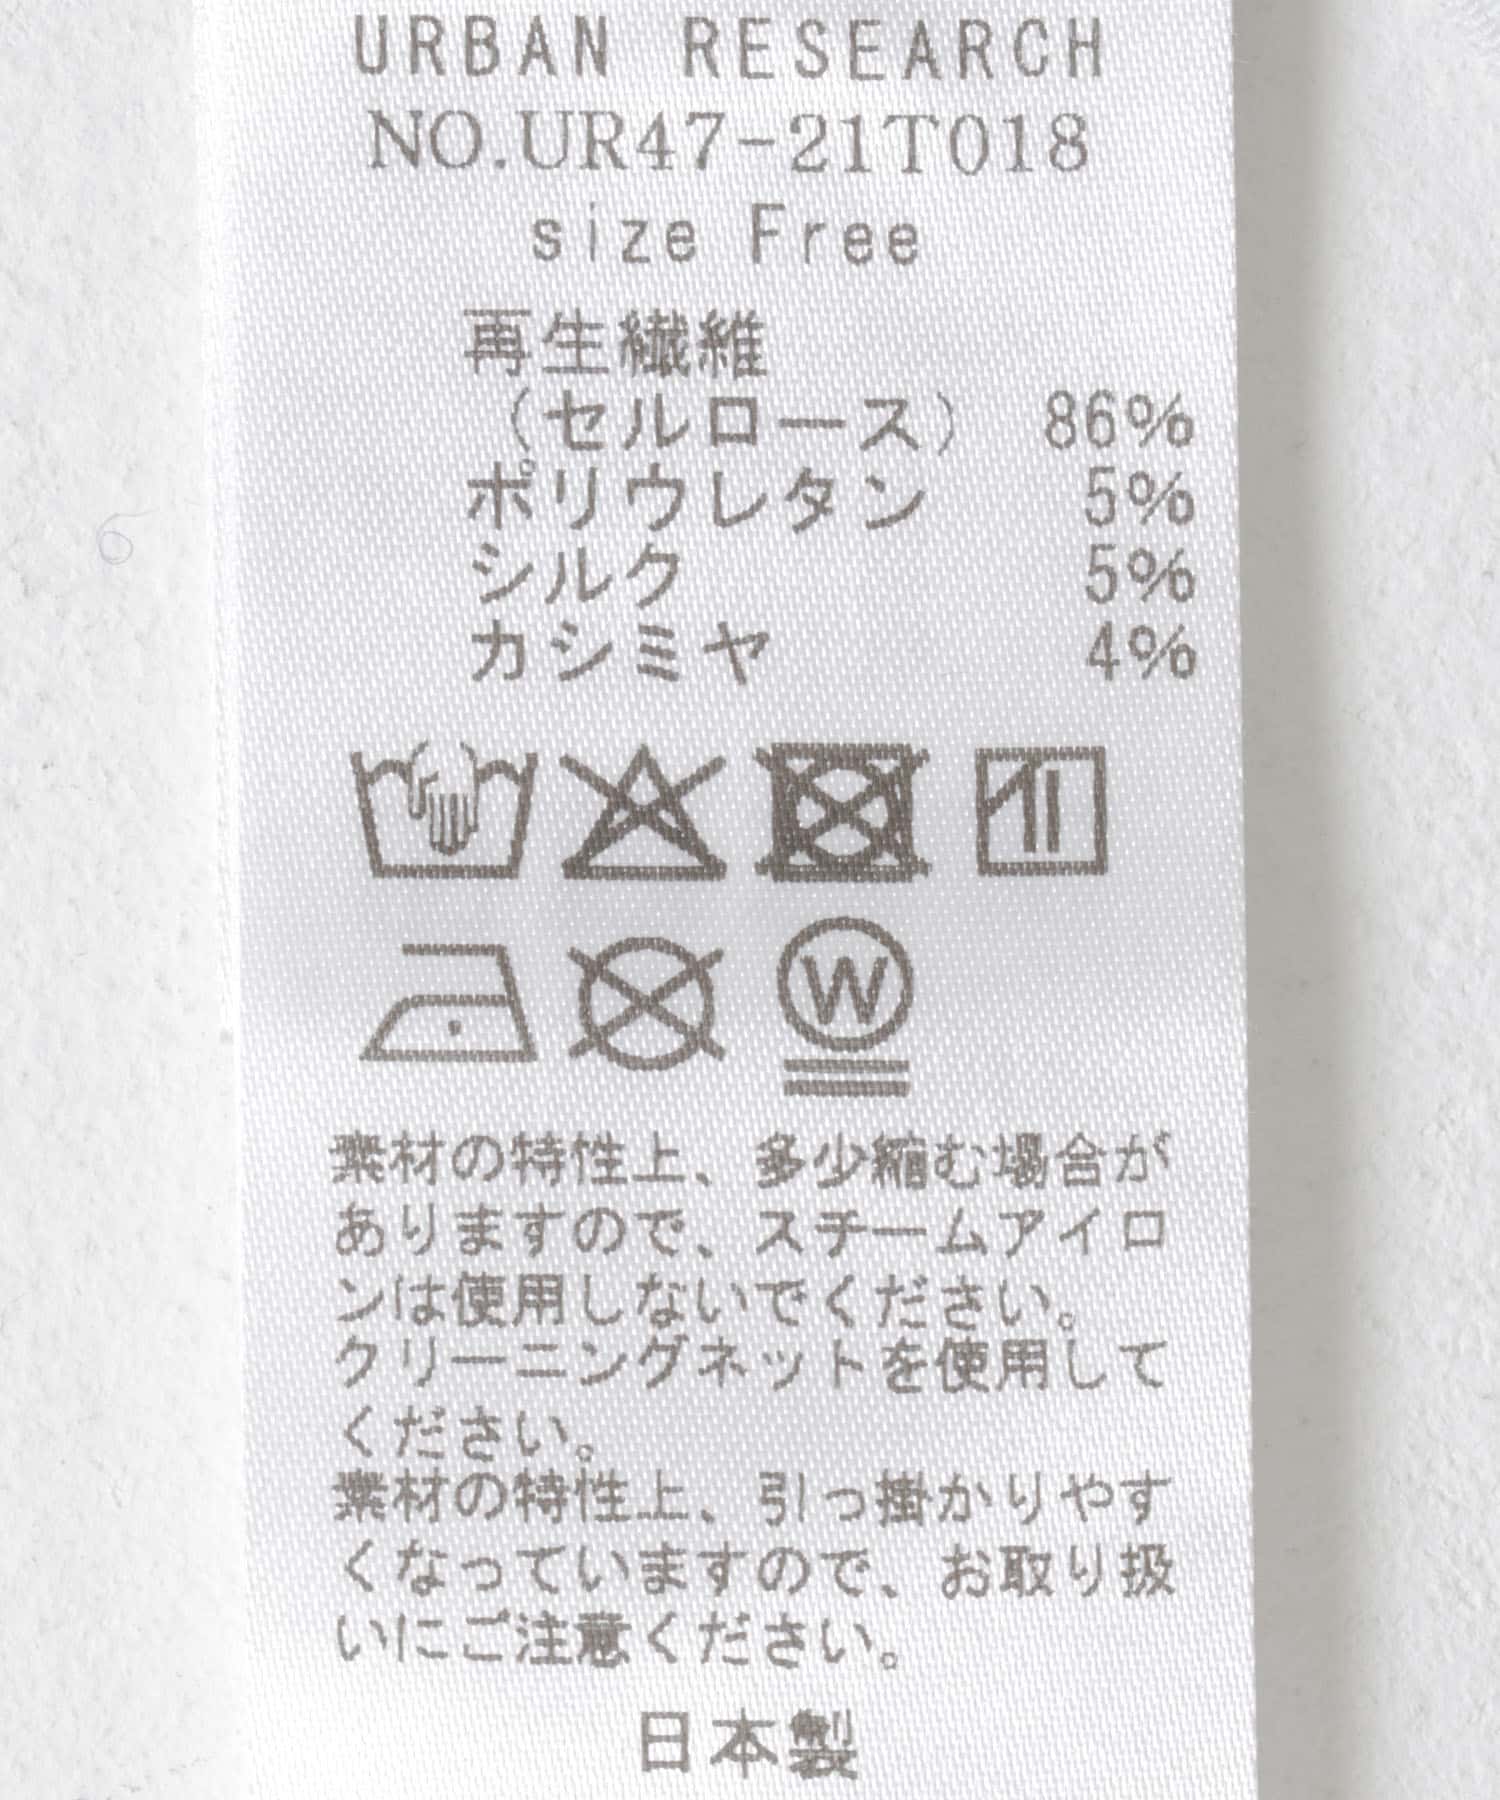 URBAN RESEARCH
NO.UR47-21T018
size Free
再生繊維
(セルロース) 86%
ポリウレタン 5%
シルク 5%
カシミヤ 4%
W
素材の特性上、多少縮む場合が
ありますので、スチームアイロ
ンは使用しないでください。
クリーニングネットを使用して
ください。
素材の特性上、引っ掛かりやす
くなっていますので、お取り扱
いにご注意ください。
日本製